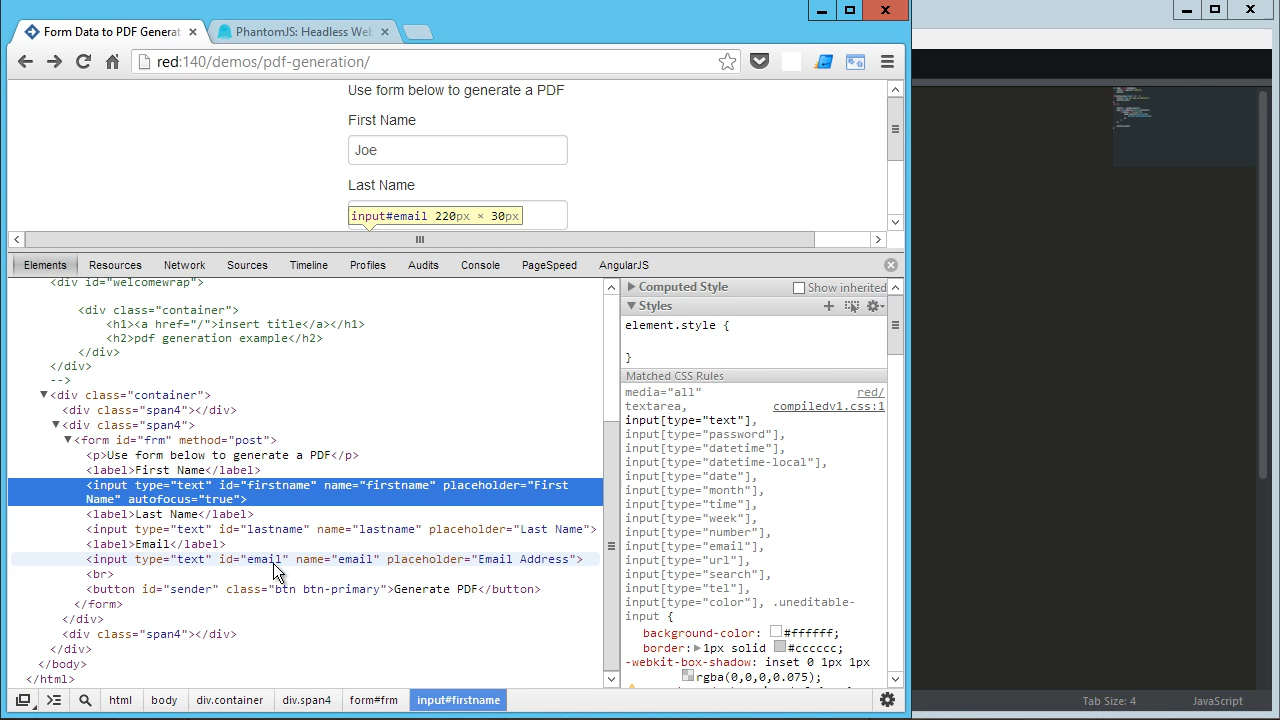 Form Data to PDF Generat
PhantomJS: Headless Web
red:140/demos/pdf-generation/
Use form below to generate a PDF
First Name
Joe
Last Name
input#email 220px × 30px
Elements Resources Network Sources Timeline Profiles Audits Console PageSpeed AngularJS
<div id="welcomewrap"
<div class="container">
<h1><a href="/">insert title</a></h1>
<h2>pdf generation example</h2>
</div>
</div>
-->
<div class="container">
<div class="span4"></div>
<div class="span4">
<form id="frm" method="post">
<p>Use form below to generate a PDF</p>
<label>First Name</label>
<input type="text" id="firstname" name="firstname" placeholder="First
Name" autofocus="true">
<label>Last Name</label>
<input type="text" id="lastname" name="lastname" placeholder="Last Name">
<label>Email</label>
<input type="text" id="email" name="email" placeholder="Email Address">
<br>
<button id="sender" class="btn btn-primary">Generate PDF</button>
</form>
</div>
<div class="span4"></div>
</div>
</body>
</html>
html body div.container div.span4 form#frm input#firstname
Computed Style Show inherited
Styles
element.style {
}
Matched CSS Rules
media="all" red/
textarea, compiledv1.css:1
input[type="text"],
input[type="password"],
input[type="datetime"],
input[type="datetime-local"],
input[type="date"],
input[type="month"],
input[type="time"],
input[type="week"],
input[type="number"],
input[type="email"],
input[type="url"],
input[type="search"],
input[type="tel"],
input[type="color"], .uneditable-
input {
background-color: #ffffff;
border: 1px solid #cccccc;
-webkit-box-shadow: inset 0 1px 1px
rgba(0,0,0,0.075);
Tab Size: 4 JavaScript